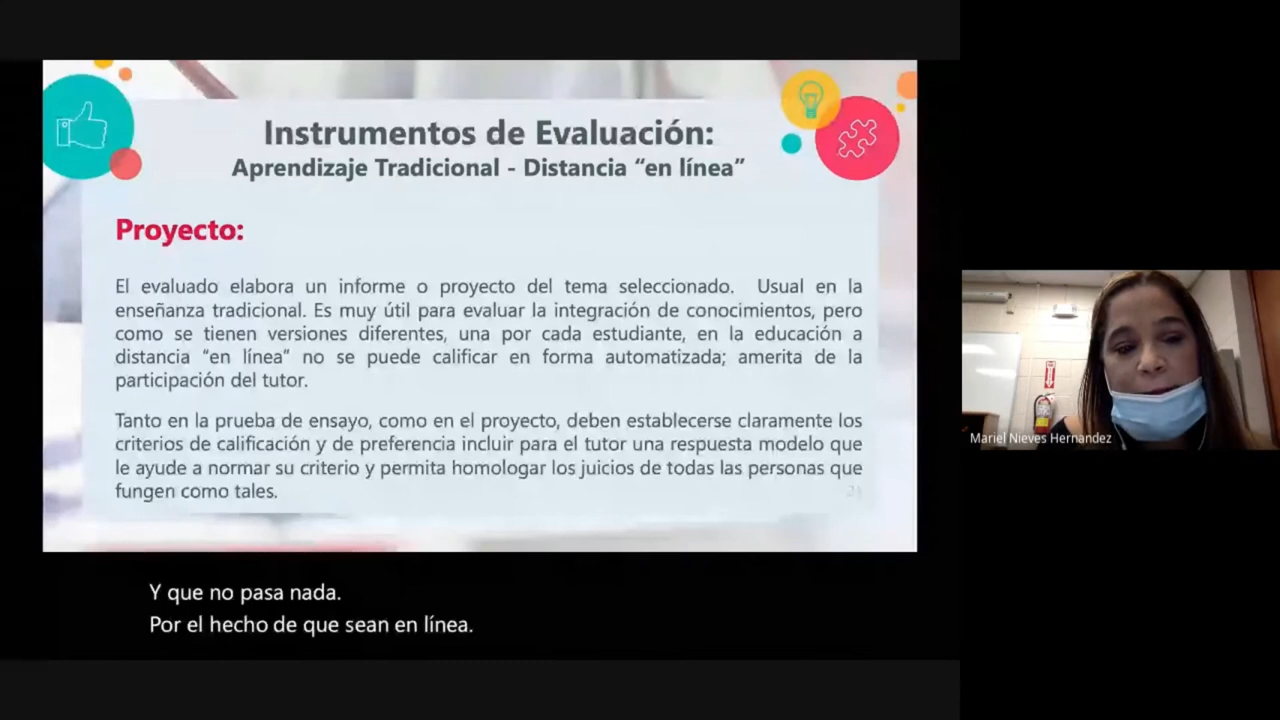 Instrumentos de Evaluación:
Aprendizaje Tradicional - Distancia “en línea”
Proyecto:
El evaluado elabora un informe o proyecto del tema seleccionado. Usual en la
enseñanza tradicional. Es muy útil para evaluar la integración de conocimientos, pero
como se tienen versiones diferentes, una por cada estudiante, en la educación a
distancia “en línea” no se puede calificar en forma automatizada; amerita de la
participación del tutor.
Tanto en la prueba de ensayo, como en el proyecto, deben establecerse claramente los
criterios de calificación y de preferencia incluir para el tutor una respuesta modelo que
le ayude a normar su criterio y permita homologar los juicios de todas las personas que
fungen como tales.
21
Y que no pasa nada.
Por el hecho de que sean en línea.
Mariel Nieves Hernandez